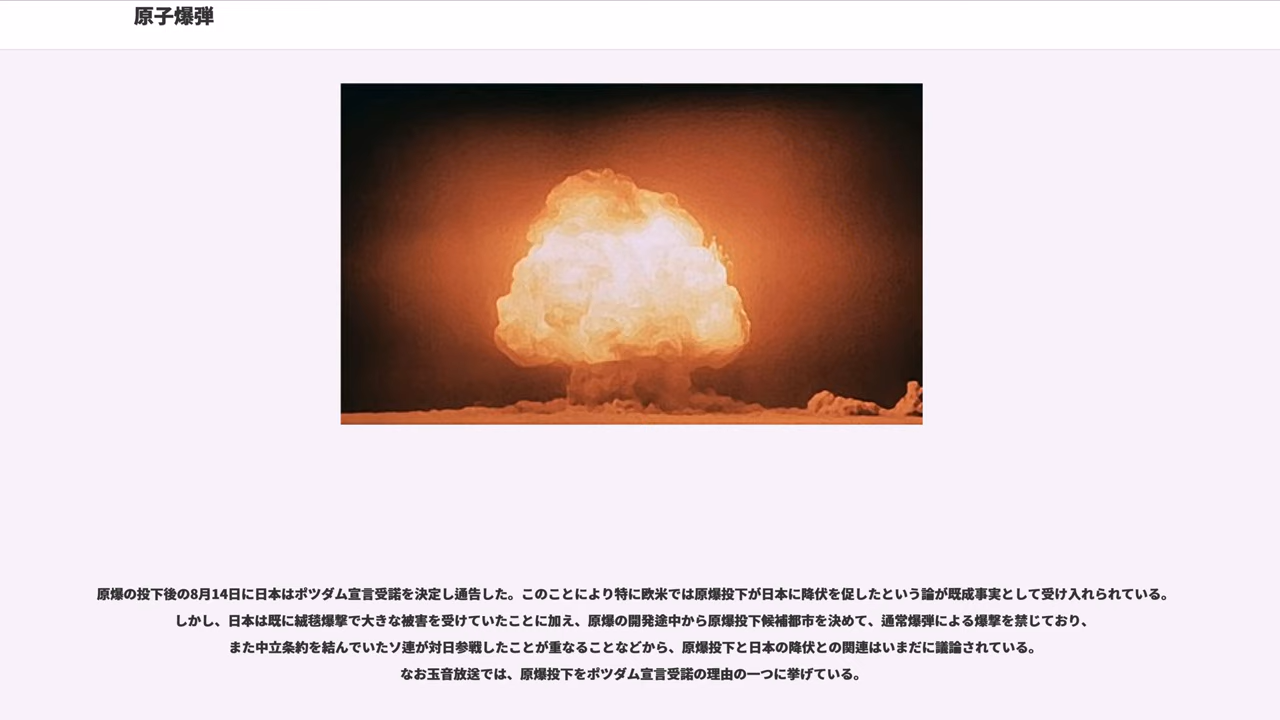 原子爆弾
原爆の投下後の8月14日に日本はポツダム宣言受諾を決定し通告した。このことにより特に欧米では原爆投下が日本に降伏を促したという論が既成事実として受け入れられている。
しかし、日本は既に絨毯爆撃で大きな被害を受けていたことに加え、原爆の開発途中から原爆投下候補都市を決めて、通常爆弾による爆撃を禁じており、
また中立条約を結んでいたソ連が対日参戦したことが重なることなどから、原爆投下と日本の降伏との関連はいまだに議論されている。
なお玉音放送では、原爆投下をポツダム宣言受諾の理由の一つに挙げている。